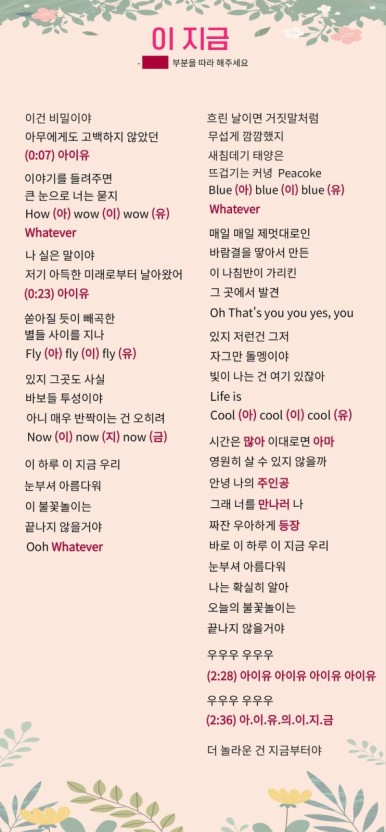 이 지금
- 부분을 따라 해주세요
이건 비밀이야
아무에게도 고백하지 않았던
(0:07) 아이유
이야기를 들려주면
큰 눈으로 너는 묻지
How (아) wow (이) wow (유)
Whatever
나 실은 말이야
저기 아득한 미래로부터 날아왔어
(0:23) 아이유
쏟아질 듯이 빼곡한
별들 사이를 지나
Fly (아) fly (이) fly (유)
있지 그곳도 사실
바보들 투성이야
아니 매우 반짝이는 건 오히려
Now (이) now (지) now (금)
이 하루 이 지금 우리
눈부셔 아름다워
이 불꽃놀이는
끝나지 않을거야
Ooh Whatever
흐린 날이면 거짓말처럼
무섭게 깜깜했지
새침데기 태양은
뜨겁기는 커녕 Peacoke
Blue (아) blue (이) blue (유)
Whatever
매일 매일 제멋대로인
바람결을 땋아서 만든
이 나침반이 가리킨
그 곳에서 발견
Oh That's you you yes, you
있지 저런건 그저
자그만 돌멩이야
빛이 나는 건 여기 있잖아
Life is
Cool (아) cool (이) cool (유)
시간은 많아 이대로면 아마
영원히 살 수 있지 않을까
안녕 나의 주인공
그래 너를 만나러 나
짜잔 우아하게 등장
바로 이 하루 이 지금 우리
눈부셔 아름다워
나는 확실히 알아
오늘의 불꽃놀이는
끝나지 않을거야
우우우 우우우
(2:28) 아이유 아이유 아이유 아이유
우우우 우우우
(2:36) 아.이.유.의.이.지.금
더 놀라운 건 지금부터야